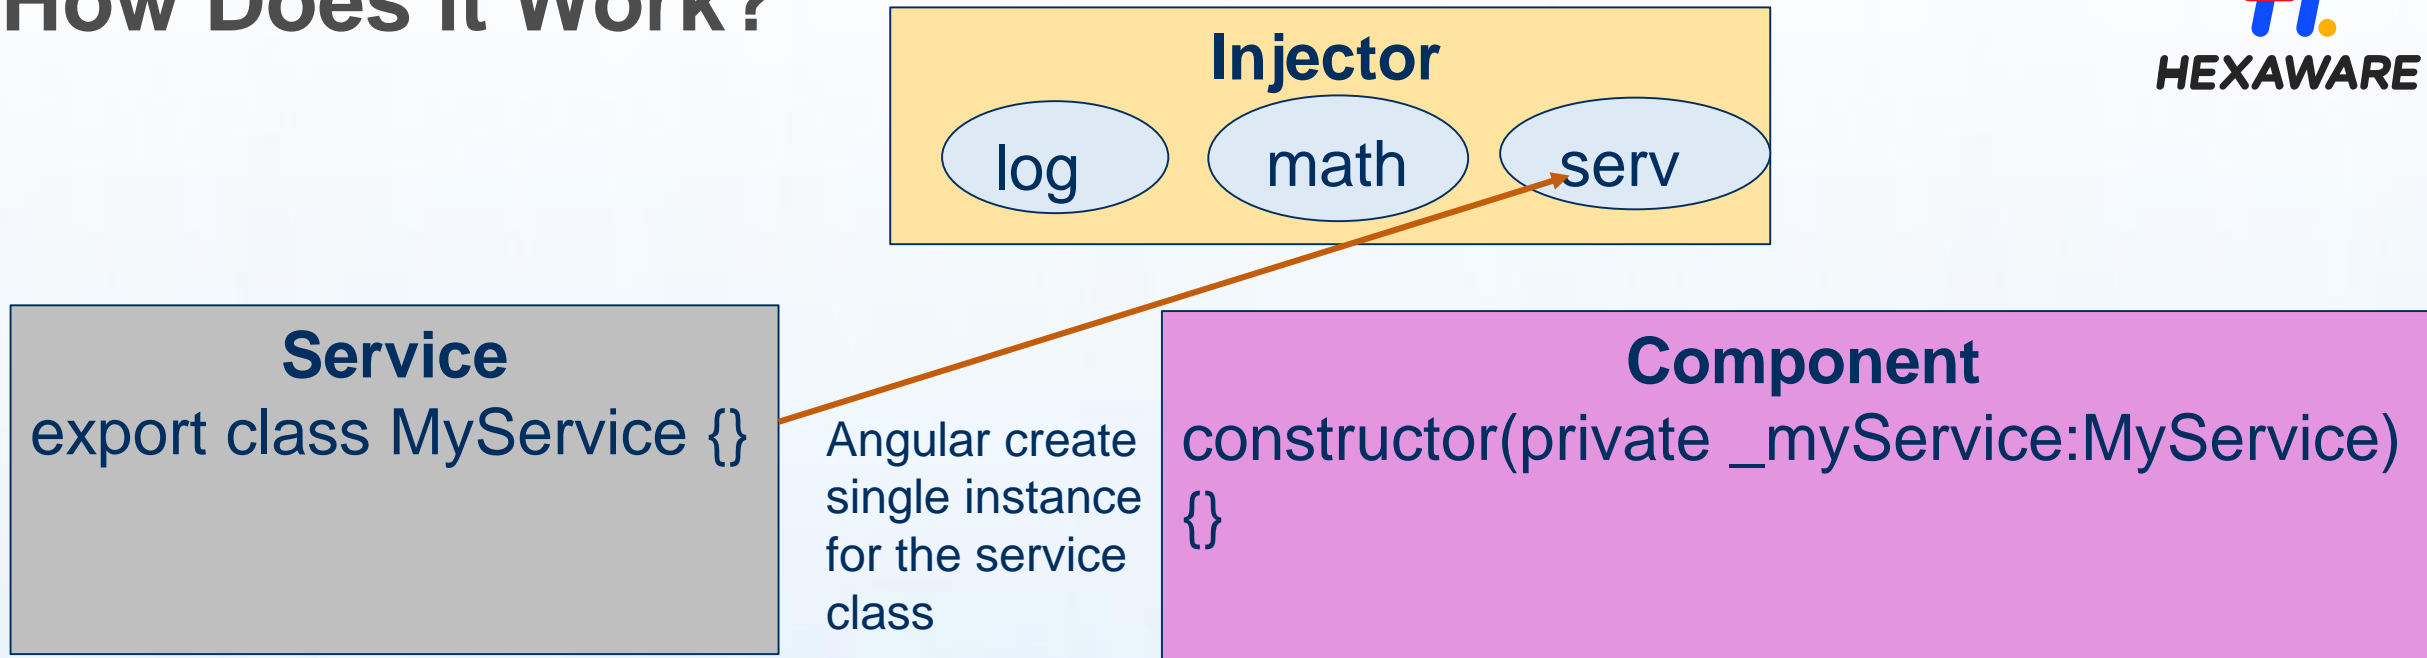 How Does It Work?
HEXAWARE
Injector
log
math
serv
Service
export class MyService {}
Angular create
single instance
for the service
class
Component
constructor(private _myService:MyService)
{}